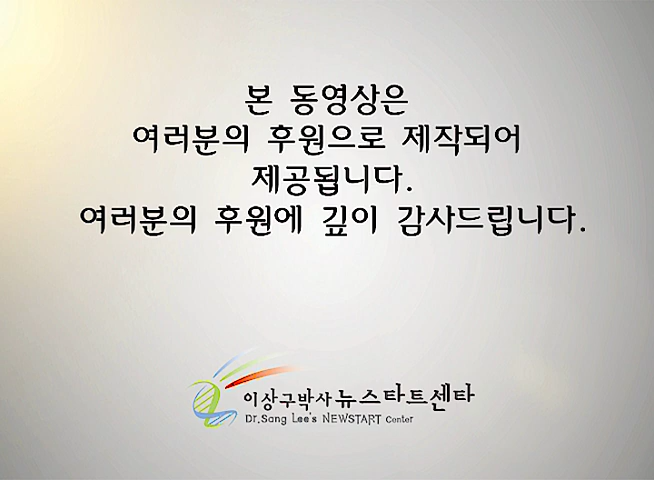 본 동영상은
여러분의 후원으로 제작되어
제공됩니다.
여러분의 후원에 깊이 감사드립니다.
이상구박사 뉴스타트센타
Dr.Sang Lee's NEWSTART Center